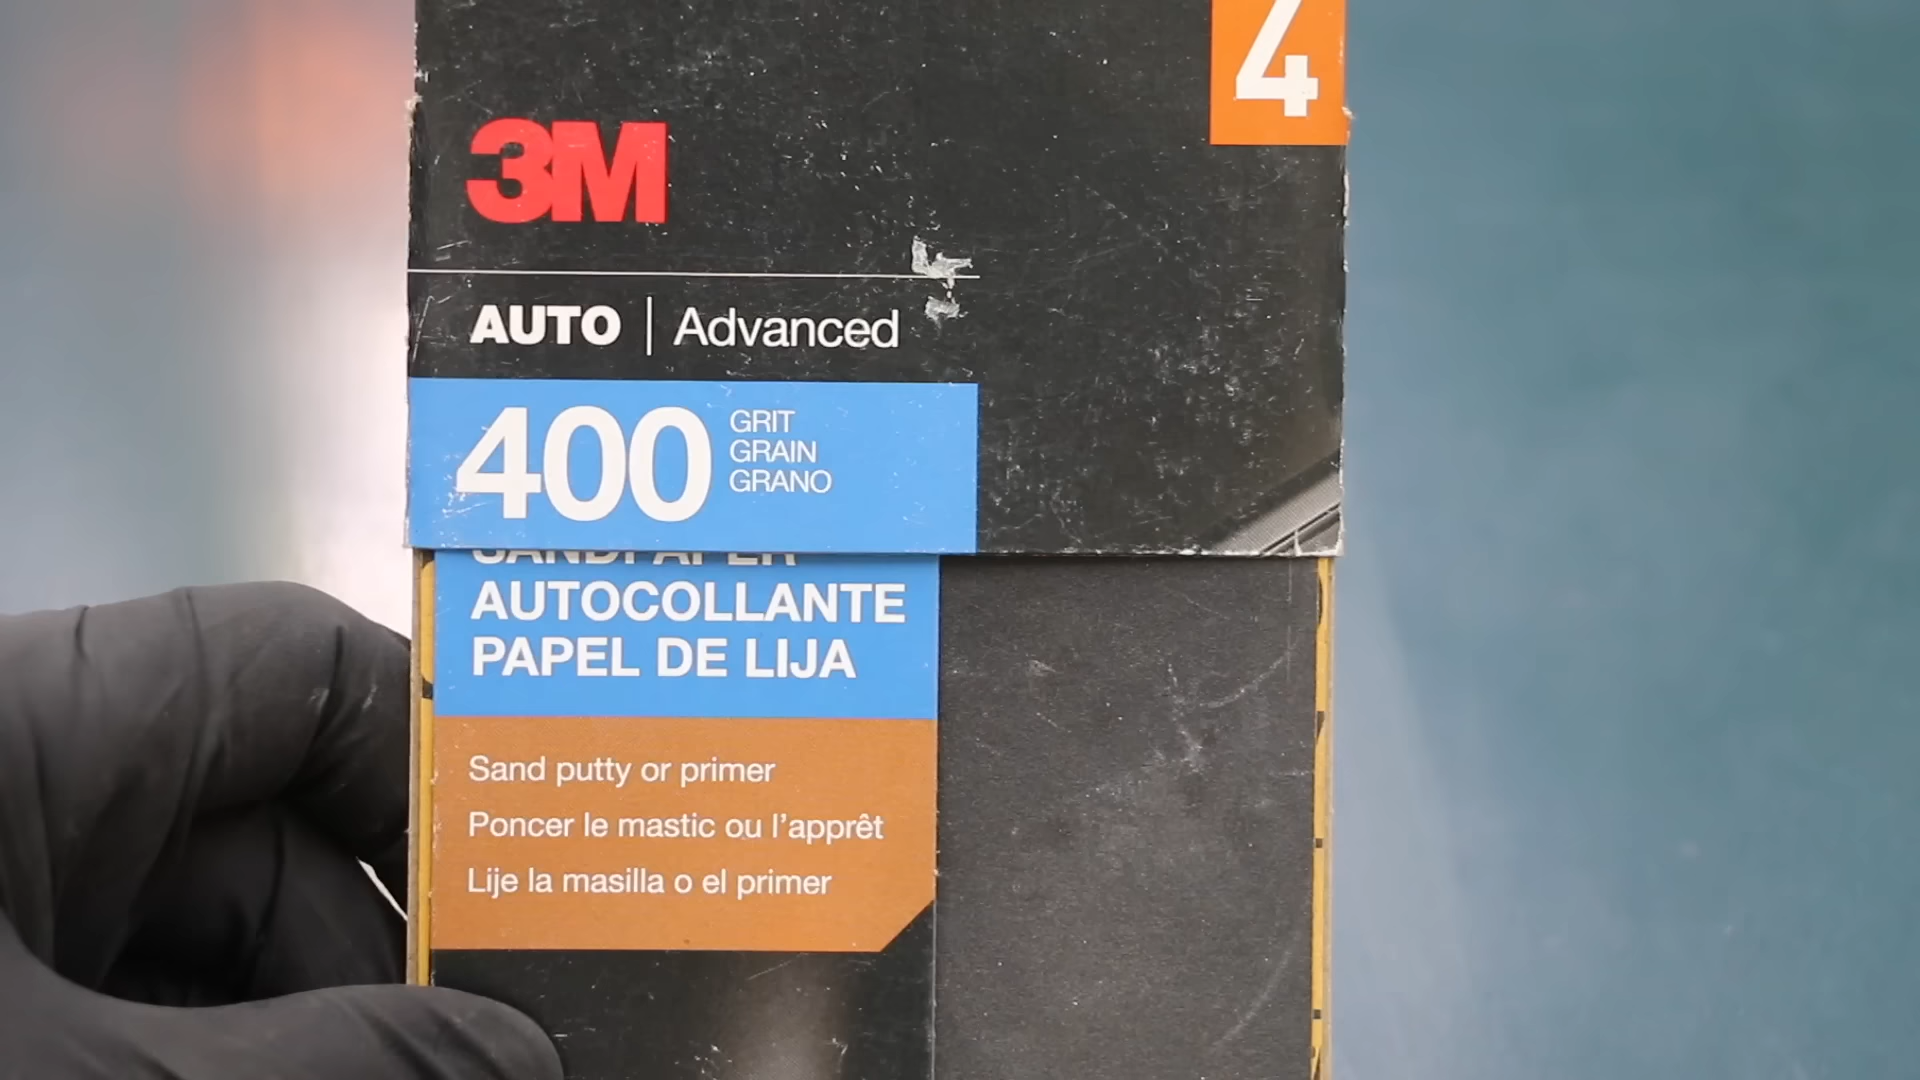 4
3M
AUTO | Advanced
400
GRIT
GRAIN
GRANO
SANDPAPER
AUTOCOLLANTE
PAPEL DE LIJA
Sand putty or primer
Poncer le mastic ou l'apprêt
Lije la masilla o el primer